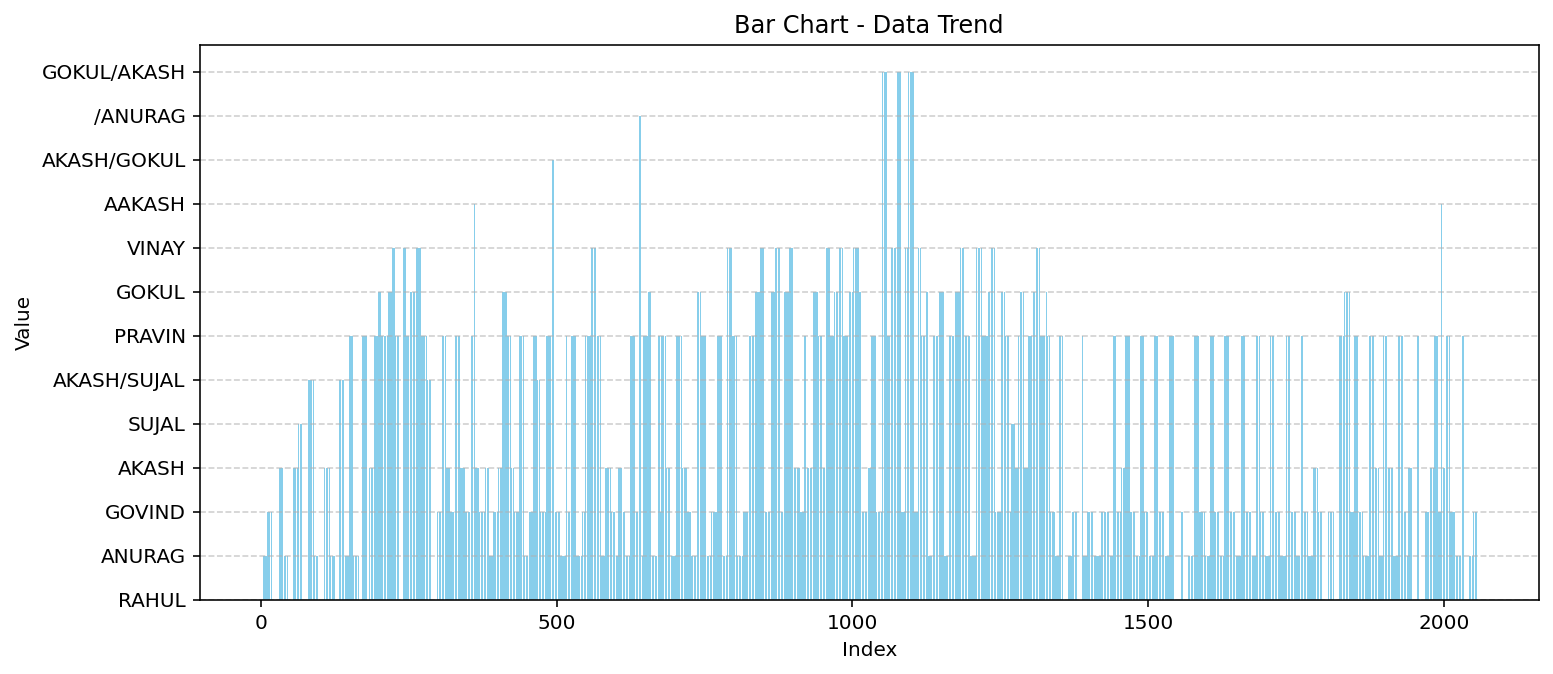 Bar Chart - Data Trend
GOKUL/AKASH
/ANURAG
AKASH/GOKUL
AAKASH
VINAY
GOKUL
PRAVIN
AKASH/SUJAL
SUJAL
AKASH
GOVIND
ANURAG
RAHUL
Value
0 500 1000 1500 2000
Index